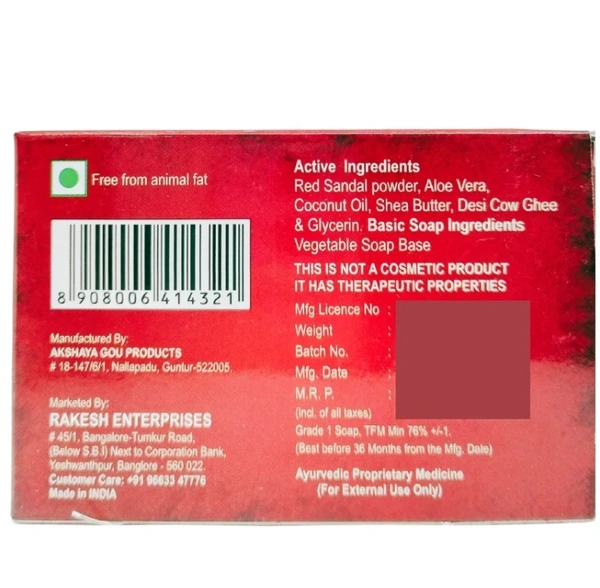 Free from animal fat
8 908006 414321
Manufactured By:
AKSHAYA GOU PRODUCTS
# 18-147/6/1, Nallapadu, Guntur-522005
Marketed By:
RAKESH ENTERPRISES
# 45/1, Bangalore-Tumkur Road,
(Below S.B.I) Next to Corporation Bank,
Yeshwanthpur, Banglore - 560 022.
Customer Care: +91 96633 47776
Made in INDIA
Active Ingredients
Red Sandal powder, Aloe Vera,
Coconut Oil, Shea Butter, Desi Cow Ghee
& Glycerin. Basic Soap Ingredients
Vegetable Soap Base
THIS IS NOT A COSMETIC PRODUCT
IT HAS THERAPEUTIC PROPERTIES
Mfg Licence No :
Weight :
Batch No. :
Mfg. Date :
M.R. P. :
(incl. of all taxes)
Grade 1 Soap, TFM Min 76% +/-1.
(Best before 36 Months from the Mfg. Date)
Ayurvedic Proprietary Medicine
(For External Use Only)